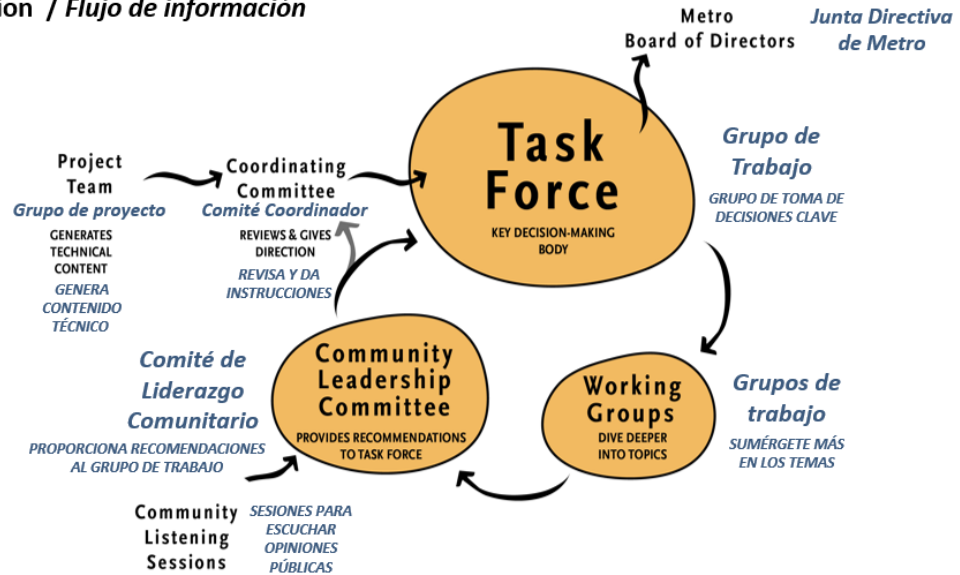 ion / Flujo de información
Metro
Board of Directors
Junta Directiva
de Metro
Task
Force
KEY DECISION-MAKING
BODY
Grupo de
Trabajo
GRUPO DE TOMA DE
DECISIONES CLAVE
Project
Team
Grupo de proyecto
GENERATES
TECHNICAL
CONTENT
GENERA
CONTENIDO
TÉCNICO
Coordinating
Committee
Comité Coordinador
REVIEWS & GIVES
DIRECTION
REVISA Y DA
INSTRUCCIONES
Comité de
Liderazgo
Comunitario
PROPORCIONA RECOMENDACIONES
AL GRUPO DE TRABAJO
Community
Leadership
Committee
PROVIDES RECOMMENDATIONS
TO TASK FORCE
Working
Groups
DIVE DEEPER
INTO TOPICS
Grupos de
trabajo
SUMÉRGETE MÁS
EN LOS TEMAS
Community
Listening
Sessions
SESIONES PARA
ESCUCHAR
OPINIONES
PÚBLICAS